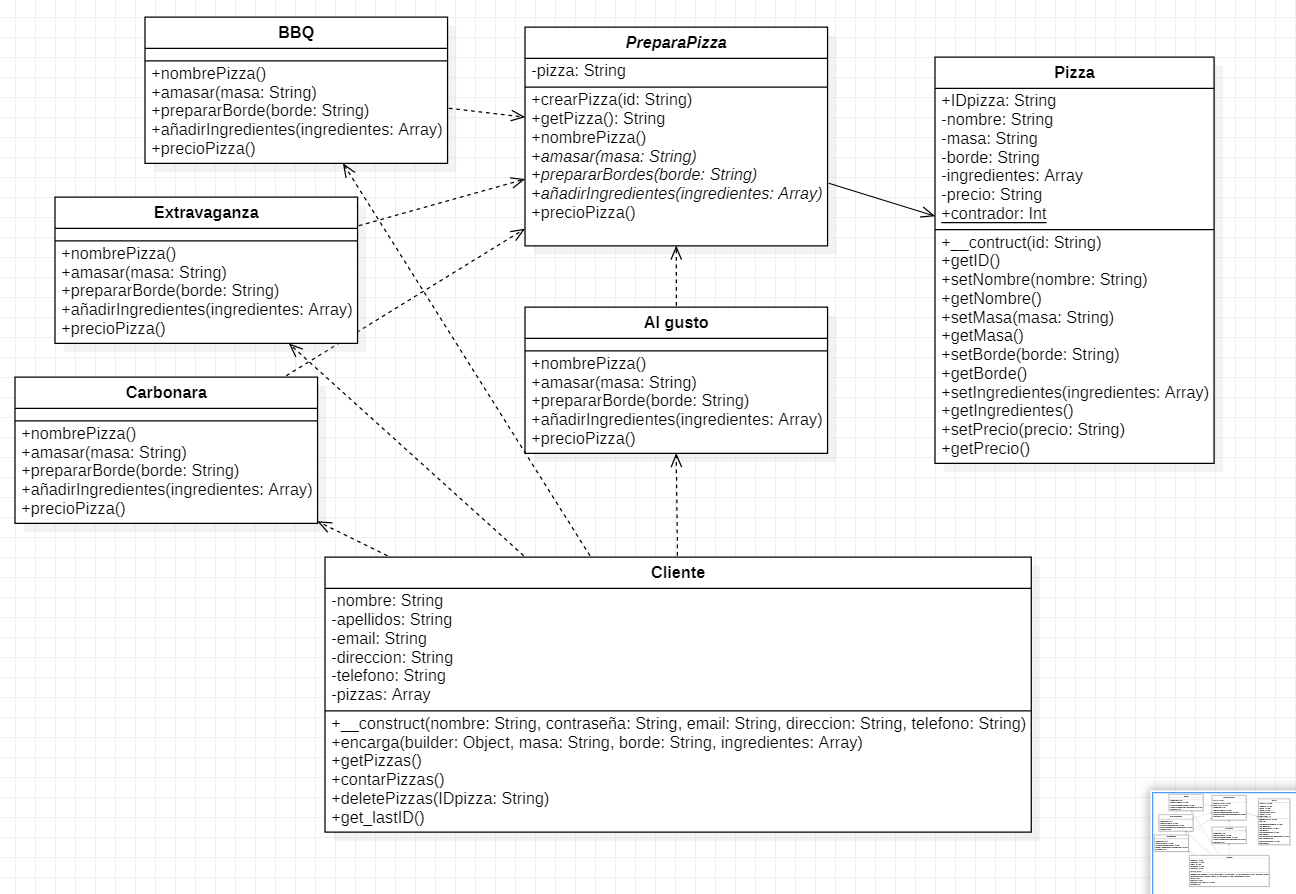 BBQ
+nombrePizza()
+amasar(masa: String)
+prepararBorde(borde: String)
+añadirIngredientes(ingredientes: Array)
+precioPizza()
PreparaPizza
-pizza: String
+crearPizza(id: String)
+getPizza(): String
+nombrePizza()
+amasar(masa: String)
+prepararBordes(borde: String)
+añadirIngredientes(ingredientes: Array)
+precioPizza()
Pizza
+IDpizza: String
-nombre: String
-masa: String
-borde: String
-ingredientes: Array
-precio: String
+contrador: Int
+__contruct(id: String)
+getID()
+setNombre(nombre: String)
+getNombre()
+setMasa(masa: String)
+getMasa()
+setBorde(borde: String)
+getBorde()
+setIngredientes(ingredientes: Array)
+getIngredientes()
+setPrecio(precio: String)
+getPrecio()
Extravaganza
+nombrePizza()
+amasar(masa: String)
+prepararBorde(borde: String)
+añadirIngredientes(ingredientes: Array)
+precioPizza()
Al gusto
+nombrePizza()
+amasar(masa: String)
+prepararBorde(borde: String)
+añadirIngredientes(ingredientes: Array)
+precioPizza()
Carbonara
+nombrePizza()
+amasar(masa: String)
+prepararBorde(borde: String)
+añadirIngredientes(ingredientes: Array)
+precioPizza()
Cliente
-nombre: String
-apellidos: String
-email: String
-direccion: String
-telefono: String
-pizzas: Array
+__construct(nombre: String, contraseña: String, email: String, direccion: String, telefono: String)
+encarga(builder: Object, masa: String, borde: String, ingredientes: Array)
+getPizzas()
+contarPizzas()
+deletePizzas(IDpizza: String)
+get_lastID()